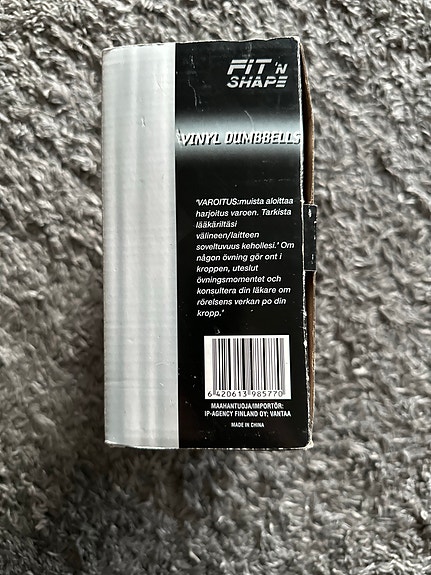 FiT 'N
SHAPE
VINYL DUMBBELLS
'VAROITUS:muista aloittaa
harjoitus varoen. Tarkista
lääkäriltäsi
välineen/laitteen
soveltuvuus kehollesi.' Om
någon övning gör ont i
kroppen, uteslut
övningsmomentet och
konsultera din läkare om
rörelsens verkan po din
kropp.'
6 420613 985770
MAAHANTUOJA/IMPORTÖR:
IP-AGENCY FINLAND OY; VANTAA
MADE IN CHINA